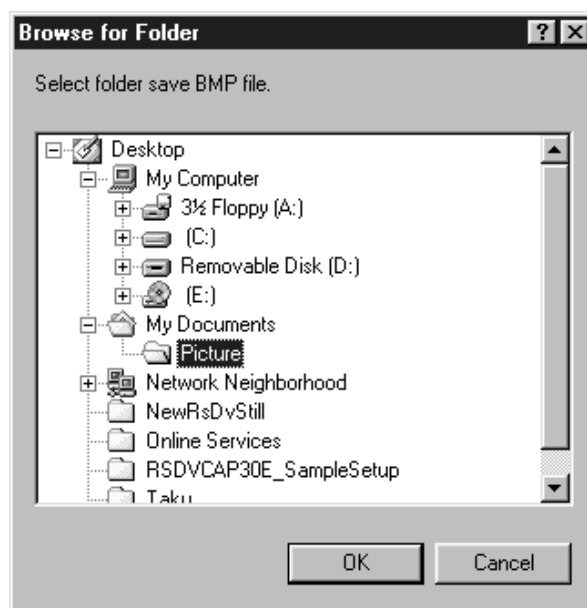 Browse for Folder
Select folder save BMP file.
Desktop
My Computer
3½ Floppy (A:)
(C:)
Removable Disk (D:)
(E:)
My Documents
Picture
Network Neighborhood
NewRsDvStill
Online Services
RSDVCAP30E_SampleSetup
Taku
OK Cancel